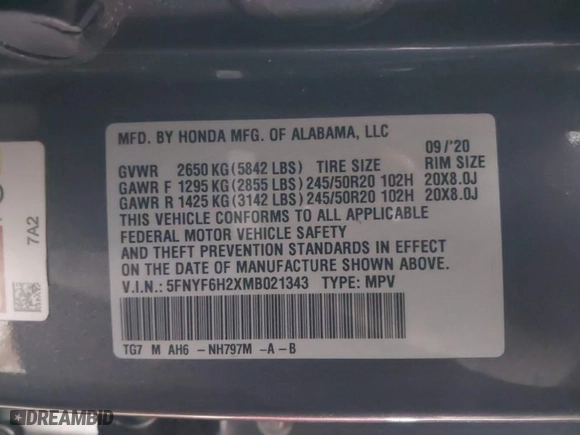 MFD. BY HONDA MFG. OF ALABAMA, LLC
09/'20
GVWR 2650 KG (5842 LBS) TIRE SIZE RIM SIZE
GAWR F 1295 KG (2855 LBS) 245/50R20 102H 20X8.0J
GAWR R 1425 KG (3142 LBS) 245/50R20 102H 20X8.0J
THIS VEHICLE CONFORMS TO ALL APPLICABLE
FEDERAL MOTOR VEHICLE SAFETY
AND THEFT PREVENTION STANDARDS IN EFFECT
ON THE DATE OF MANUFACTURE SHOWN ABOVE.
V.I.N.: 5FNYF6H2XMB021343 TYPE: MPV
TG7 M AH6 -NH797M -A-B
7A2
DREAMBID